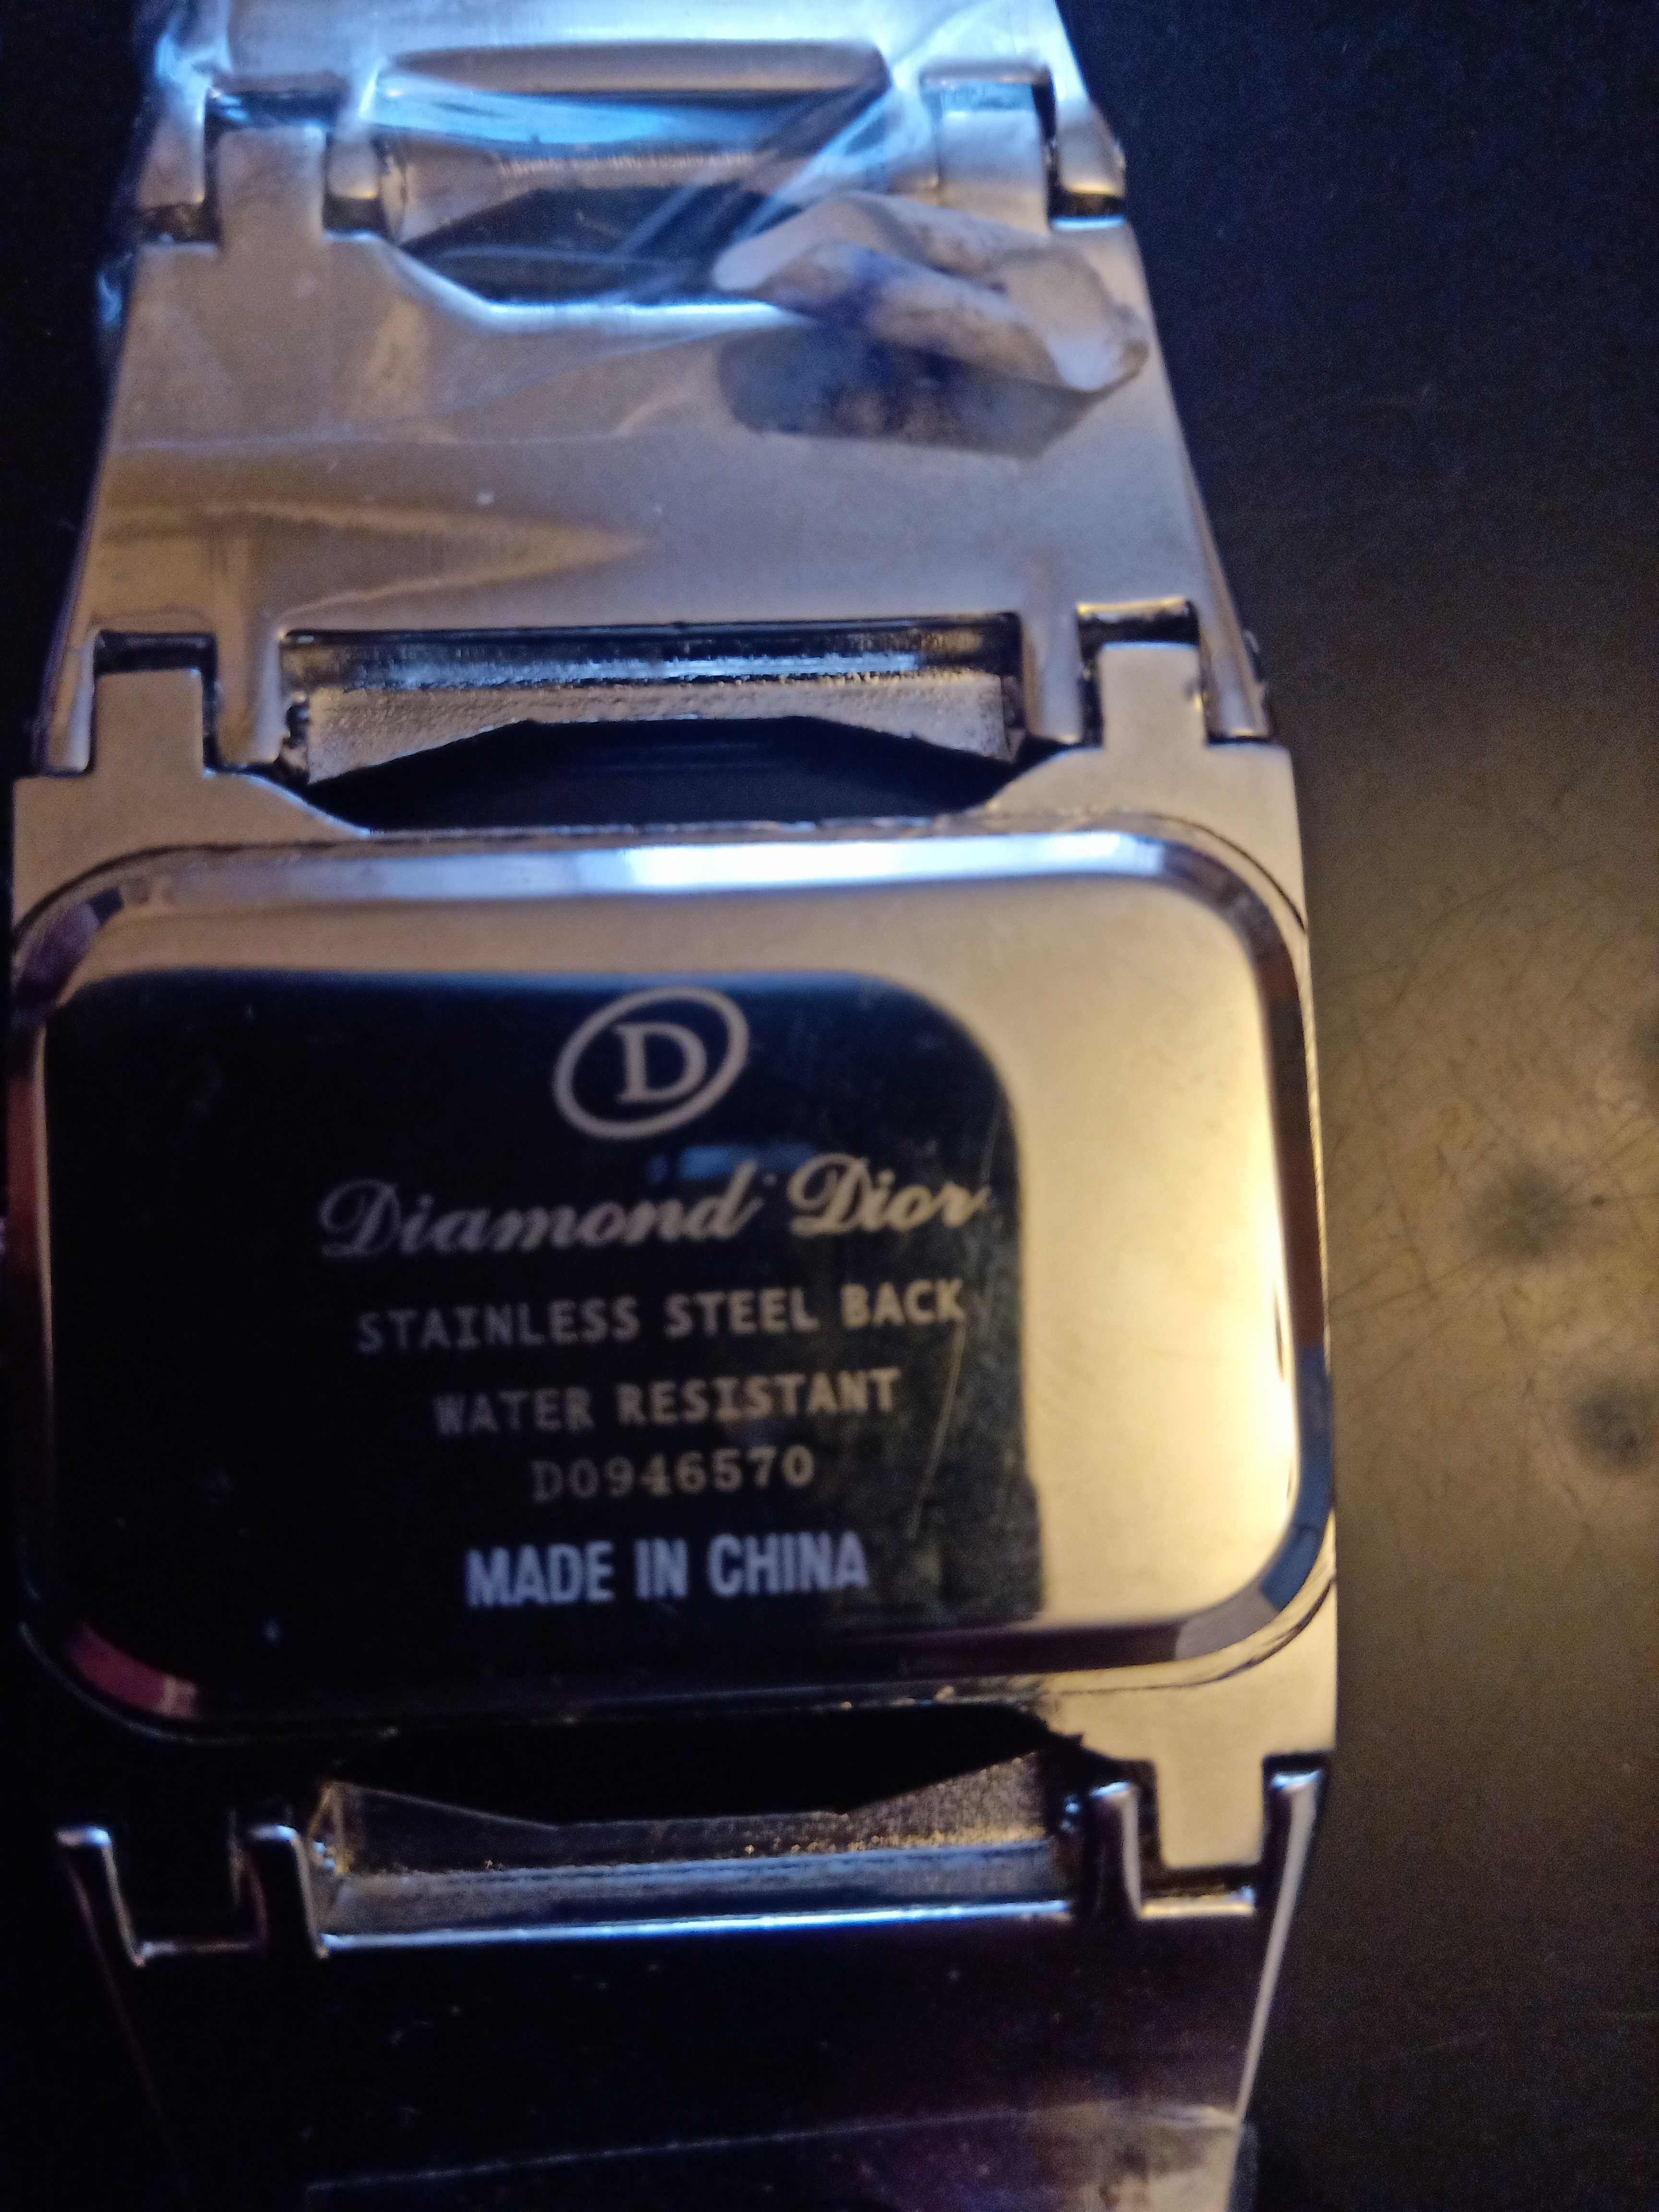 D
Diamond Dior
STAINLESS STEEL BACK
WATER RESISTANT
D0946570
MADE IN CHINA